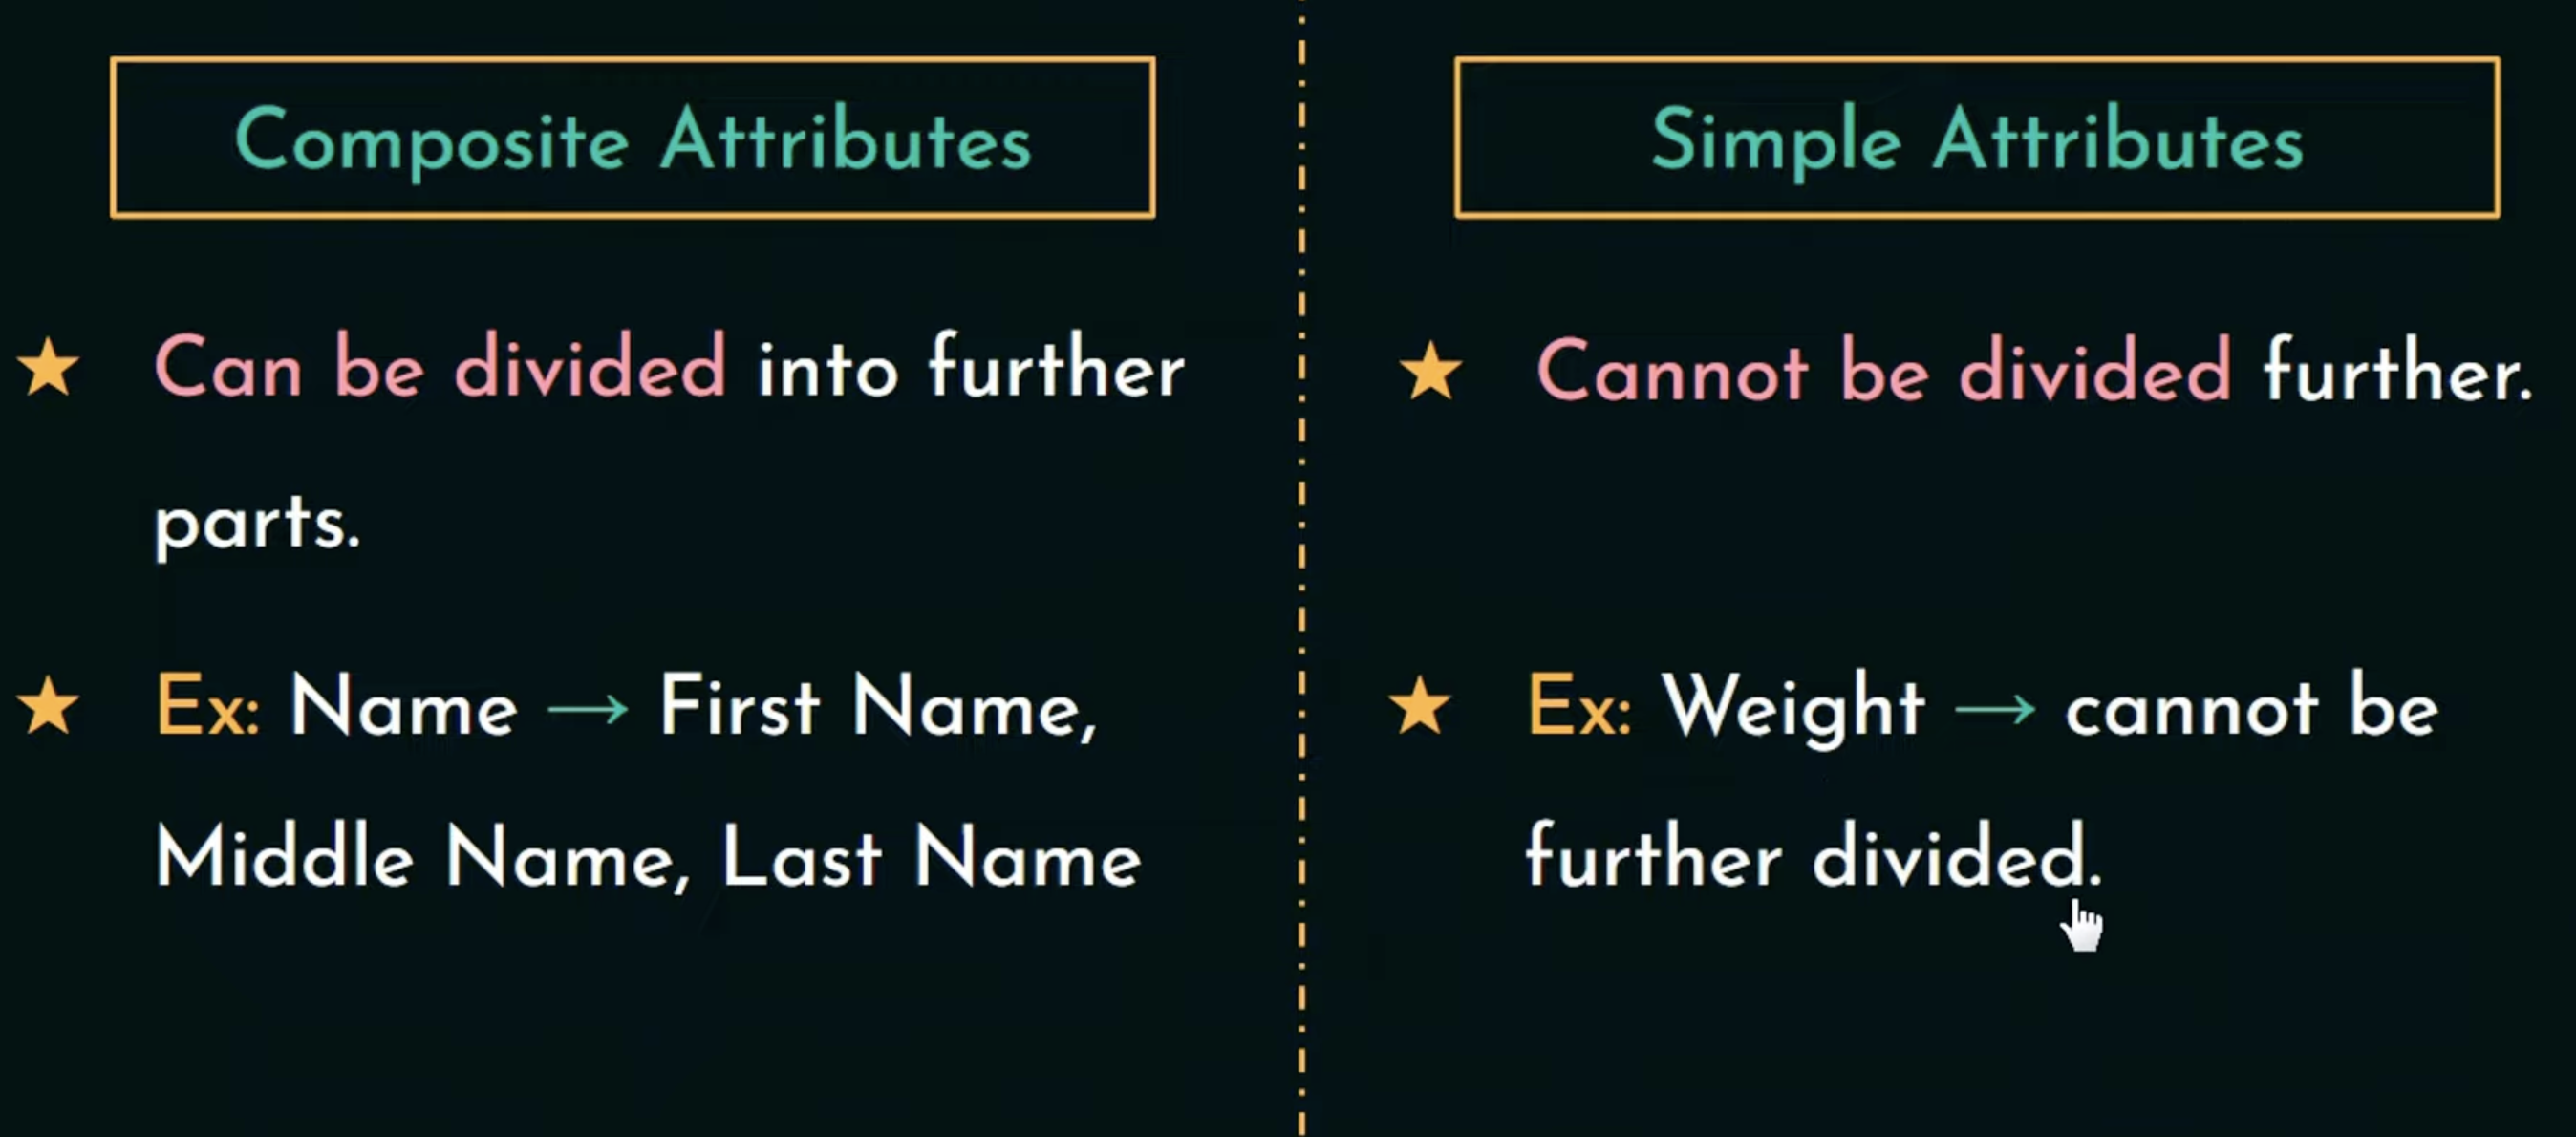 Composite Attributes
★ Can be divided into further
parts.
★ Ex: Name → First Name,
Middle Name, Last Name
Simple Attributes
★ Cannot be divided further.
★ Ex: Weight → cannot be
further divided.